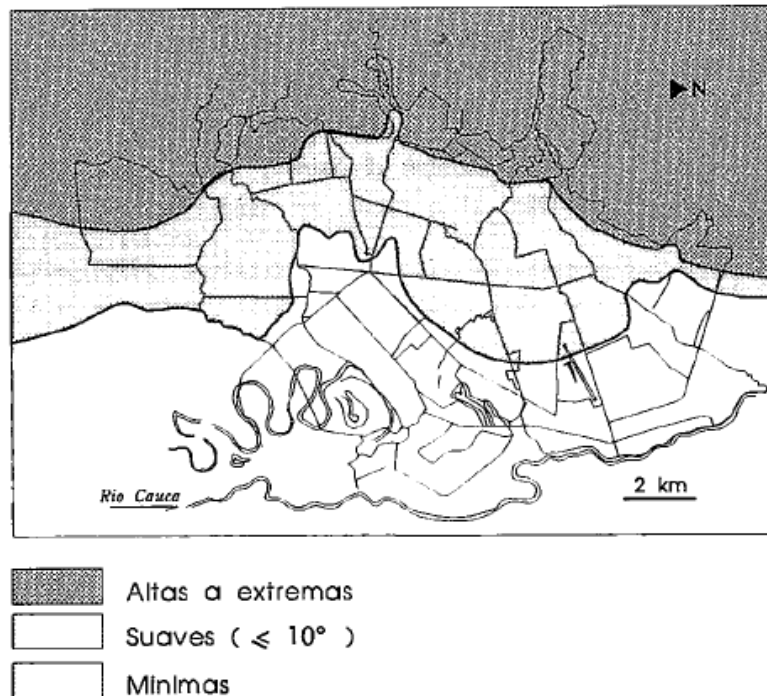 N
2 km
Rio Cauca
Altas a extremas
Suaves ( ⩽ 10° )
Minimas